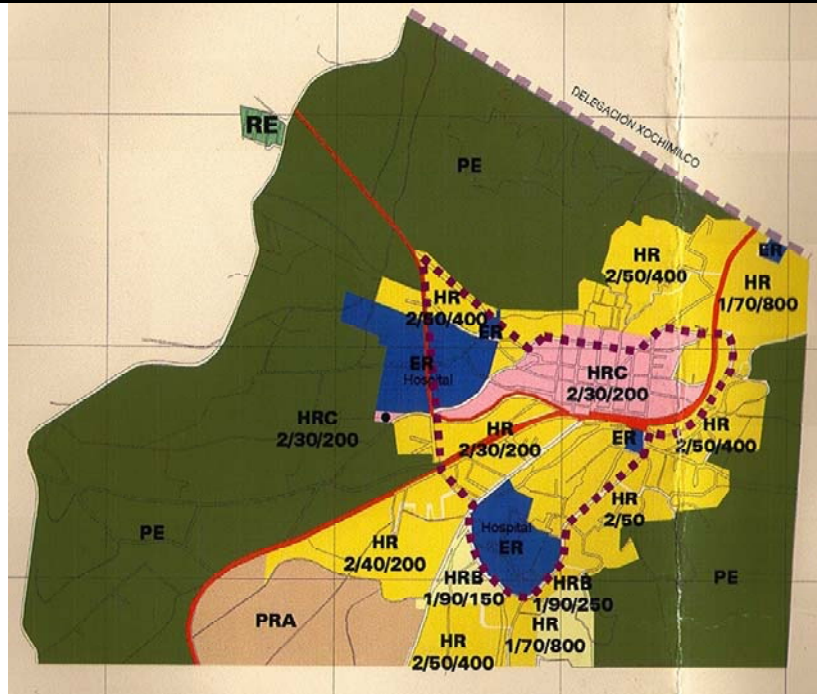 DELEGACIÓN XOCHIMILCO
RE
PE
HR
2/50/400
ER
HR
1/70/800
HR
2/50/400
ER
ER
Hospital
HRC
2/30/200
HRC
2/30/200
HR
2/30/200
ER
HR
2/50/400
HR
2/50
PE
Hospital
ER
HR
2/40/200
HRB
1/90/150
HRB
1/90/250
PE
PRA
HR
2/50/400
HR
1/70/800